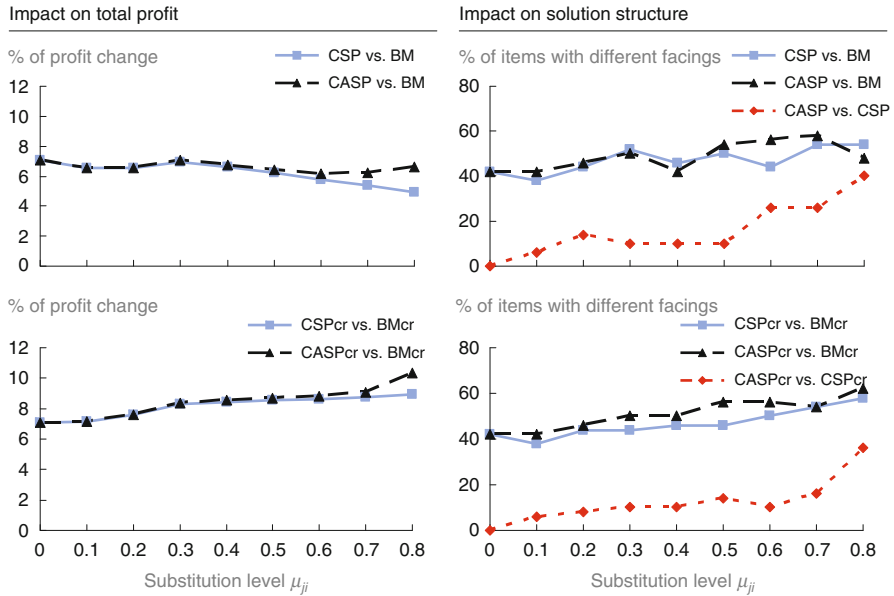 Impact on total profit
% of profit change
CSP vs. BM
CASP vs. BM
12
10
8
6
4
2
0
Impact on solution structure
% of items with different facings
CSP vs. BM
CASP vs. BM
CASP vs. CSP
80
60
40
20
0
% of profit change
CSPcr vs. BMcr
CASPcr vs. BMcr
12
10
8
6
4
2
0
0 0.1 0.2 0.3 0.4 0.5 0.6 0.7 0.8
Substitution level μji
% of items with different facings
CSPcr vs. BMcr
CASPcr vs. BMcr
CASPcr vs. CSPcr
80
60
40
20
0
0 0.1 0.2 0.3 0.4 0.5 0.6 0.7 0.8
Substitution level μji